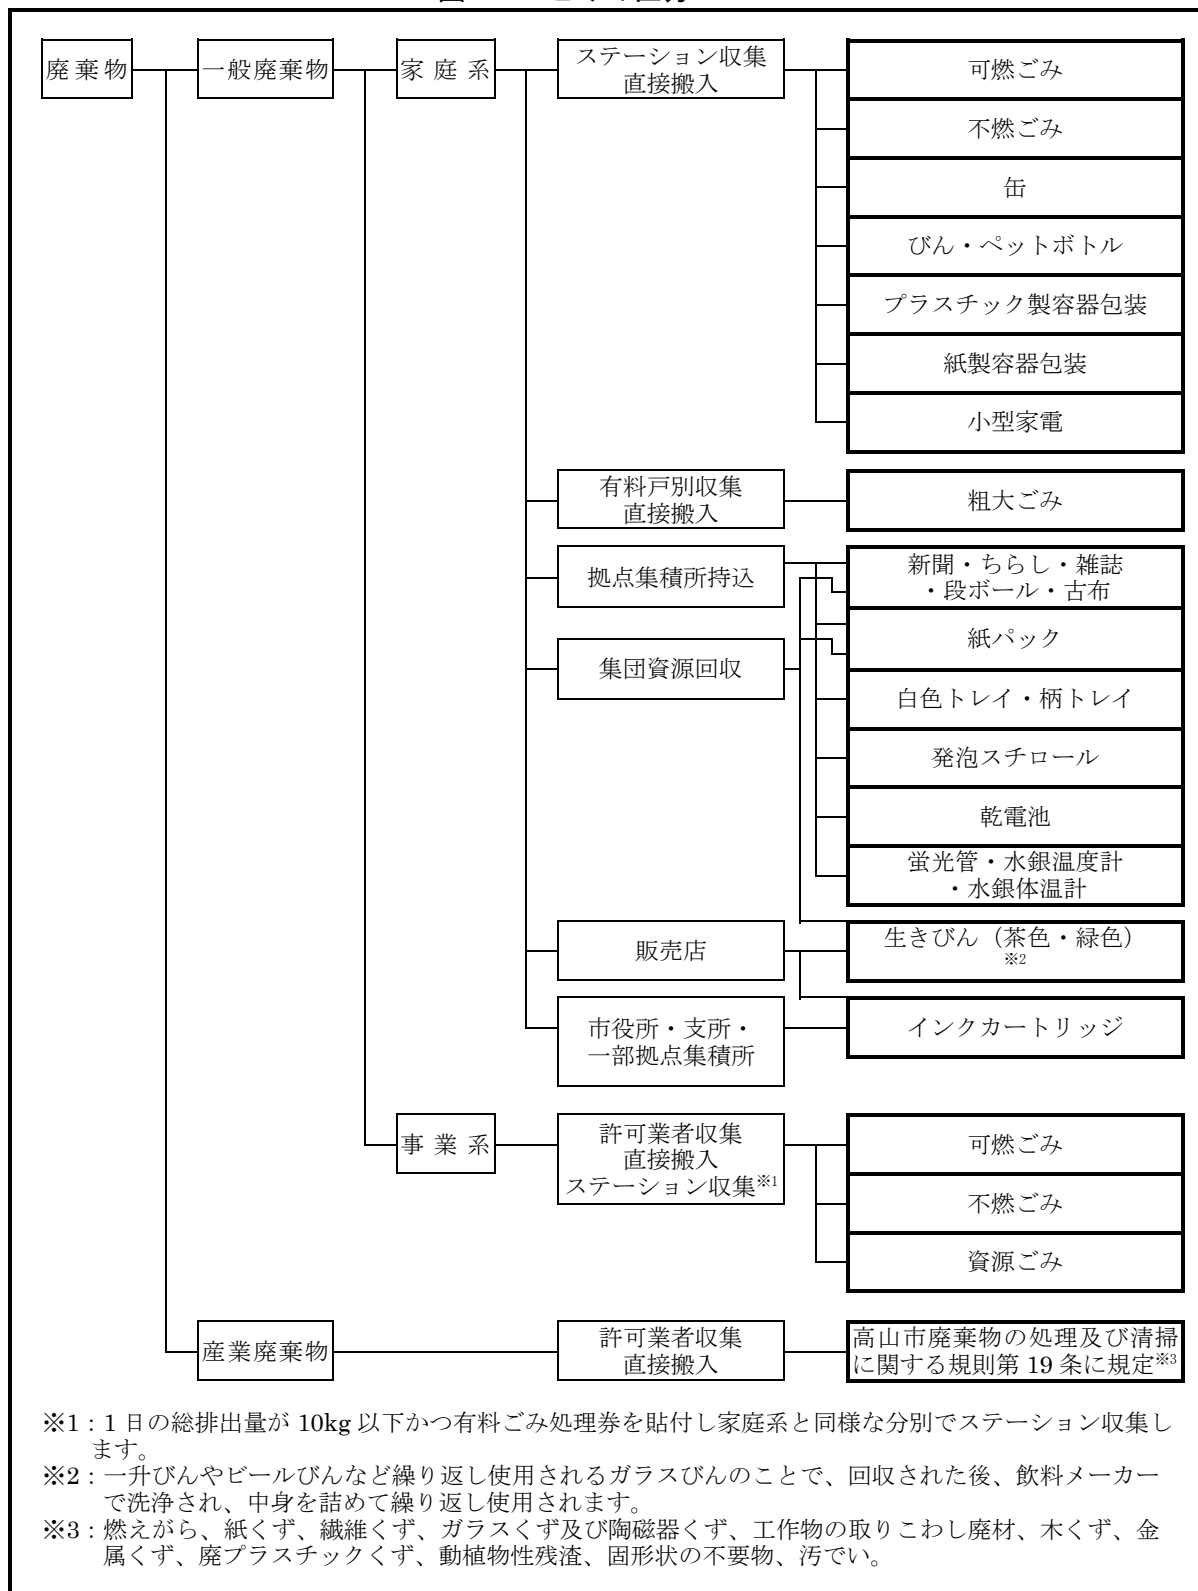 廃棄物
一般廃棄物
家庭系
ステーション収集
直接搬入
可燃ごみ
不燃ごみ
缶
びん・ペットボトル
プラスチック製容器包装
紙製容器包装
小型家電
有料戸別収集
直接搬入
粗大ごみ
拠点集積所持込
新聞・ちらし・雑誌
・段ボール・古布
紙パック
集団資源回収
白色トレイ・柄トレイ
発泡スチロール
乾電池
蛍光管・水銀温度計
・水銀体温計
販売店
生きびん（茶色・緑色）
※2
市役所・支所・
一部拠点集積所
インクカートリッジ
事業系
許可業者収集
直接搬入
ステーション収集※1
可燃ごみ
不燃ごみ
資源ごみ
産業廃棄物
許可業者収集
直接搬入
高山市廃棄物の処理及び清掃
に関する規則第 19 条に規定※3
※1：1 日の総排出量が 10kg 以下かつ有料ごみ処理券を貼付し家庭系と同様な分別でステーション収集し
ます。
※2：一升びんやビールびんなど繰り返し使用されるガラスびんのことで、回収された後、飲料メーカー
で洗浄され、中身を詰めて繰り返し使用されます。
※3：燃えがら、紙くず、繊維くず、ガラスくず及び陶磁器くず、工作物の取りこわし廃材、木くず、金
属くず、廃プラスチックくず、動植物性残渣、固形状の不要物、汚でい。